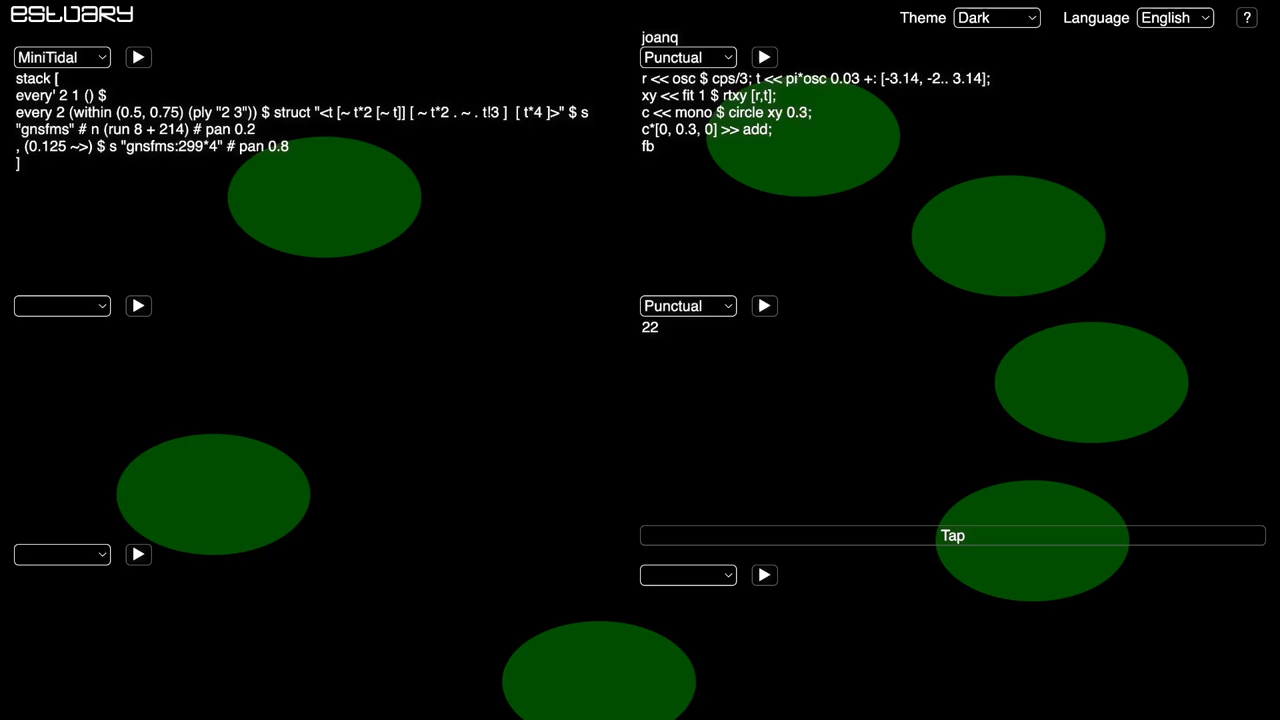 estuary
Theme Dark Language English ?
MiniTidal
stack [
every' 2 1 () $
every 2 (within (0.5, 0.75) (ply "2 3")) $ struct "<t [~ t*2 [~ t]] [ ~ t*2 . ~ . t!3 ]  [ t*4 ]>" $ s
"gnsfms" # n (run 8 + 214) # pan 0.2
, (0.125 ~>) $ s "gnsfms:299*4" # pan 0.8
]
joanq
Punctual
r << osc $ cps/3; t << pi*osc 0.03 +: [-3.14, -2.. 3.14];
xy << fit 1 $ rtxy [r,t];
c << mono $ circle xy 0.3;
c*[0, 0.3, 0] >> add;
fb
Punctual
22
Tap